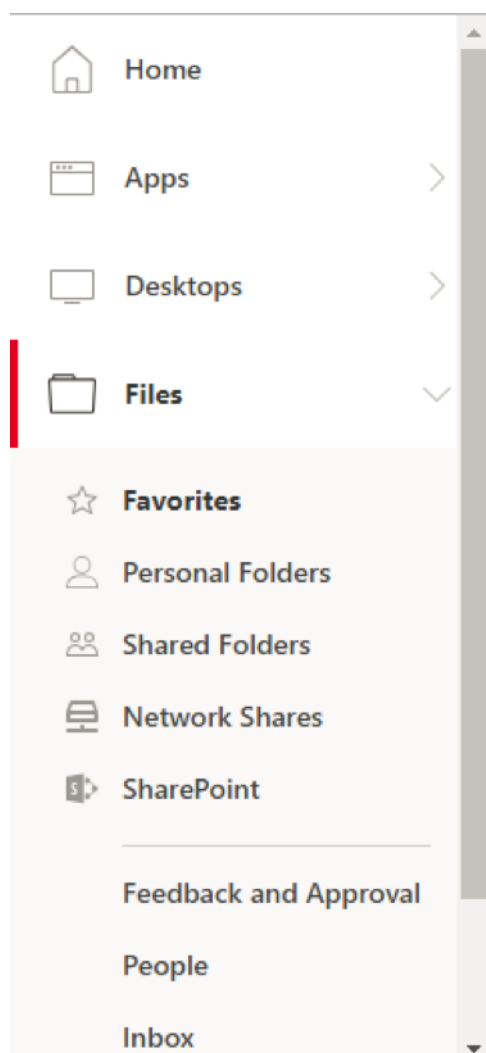 Home
Apps
Desktops
Files
Favorites
Personal Folders
Shared Folders
Network Shares
SharePoint
Feedback and Approval
People
Inbox